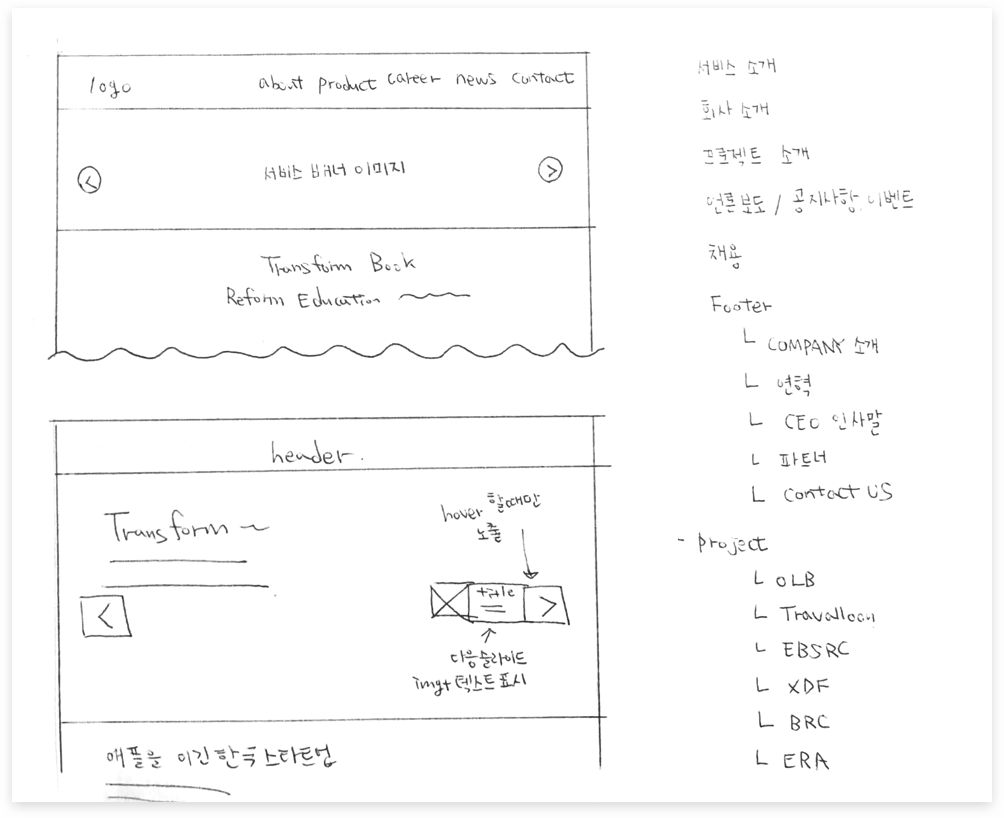 logo about product career news contact
서비스 배너 이미지
Transform Book
Reform Education
header.
Transform
hover 할때만
노출
title
다음슬라이드
img+텍스트표시
애플을 이긴한국스타트업
서비스 소개
회사 소개
프로젝트 소개
언론보도 / 공지사항. 이벤트
채용
Footer
COMPANY 소개
연혁
CEO 인사말
파트너
Contact US
- project
OLB
Travalloon
EBSRC
XDF
BRC
ERA